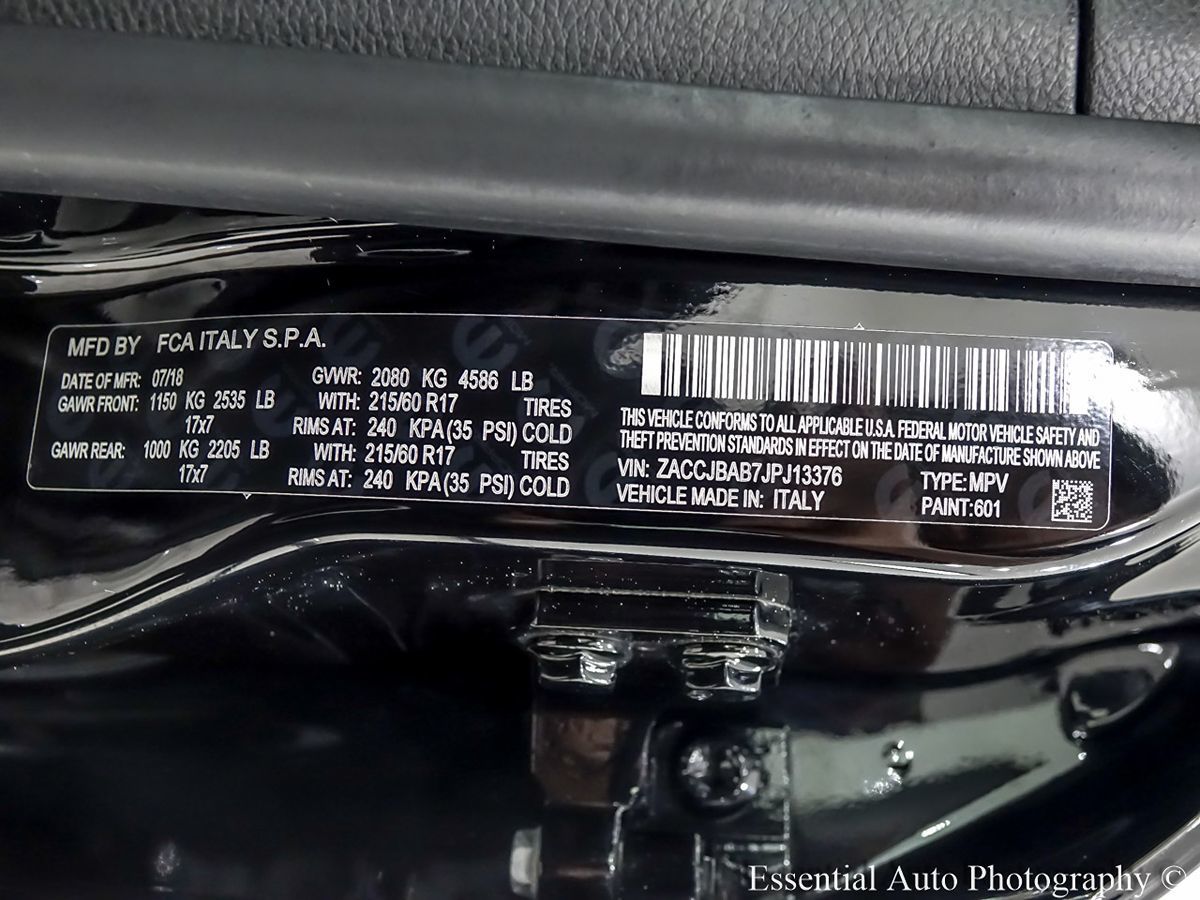 MFD BY FCA ITALY S.P.A.
DATE OF MFR: 07/18 GVWR: 2080 KG 4586 LB
GAWR FRONT: 1150 KG 2535 LB WITH: 215/60 R17 TIRES
17x7 RIMS AT: 240 KPA(35 PSI) COLD
GAWR REAR: 1000 KG 2205 LB WITH: 215/60 R17 TIRES
17x7 RIMS AT: 240 KPA(35 PSI) COLD
THIS VEHICLE CONFORMS TO ALL APPLICABLE U.S.A. FEDERAL MOTOR VEHICLE SAFETY AND
THEFT PREVENTION STANDARDS IN EFFECT ON THE DATE OF MANUFACTURE SHOWN ABOVE
VIN: ZACCJBAB7JPJ13376 TYPE: MPV
VEHICLE MADE IN: ITALY PAINT:601
Essential Auto Photography ©